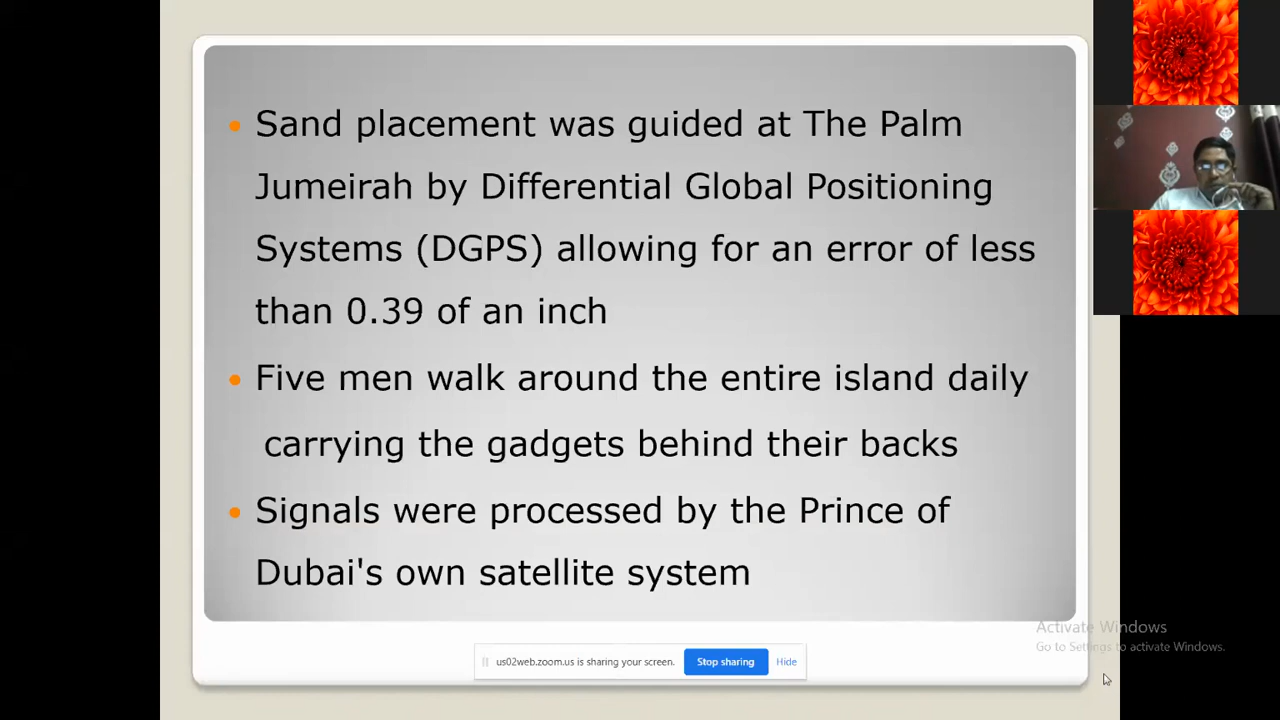 Sand placement was guided at The Palm
Jumeirah by Differential Global Positioning
Systems (DGPS) allowing for an error of less
than 0.39 of an inch
Five men walk around the entire island daily
carrying the gadgets behind their backs
Signals were processed by the Prince of
Dubai's own satellite system
Activate Windows
Go to Settings to activate Windows.
us02web.zoom.us is sharing your screen.
Stop sharing
Hide